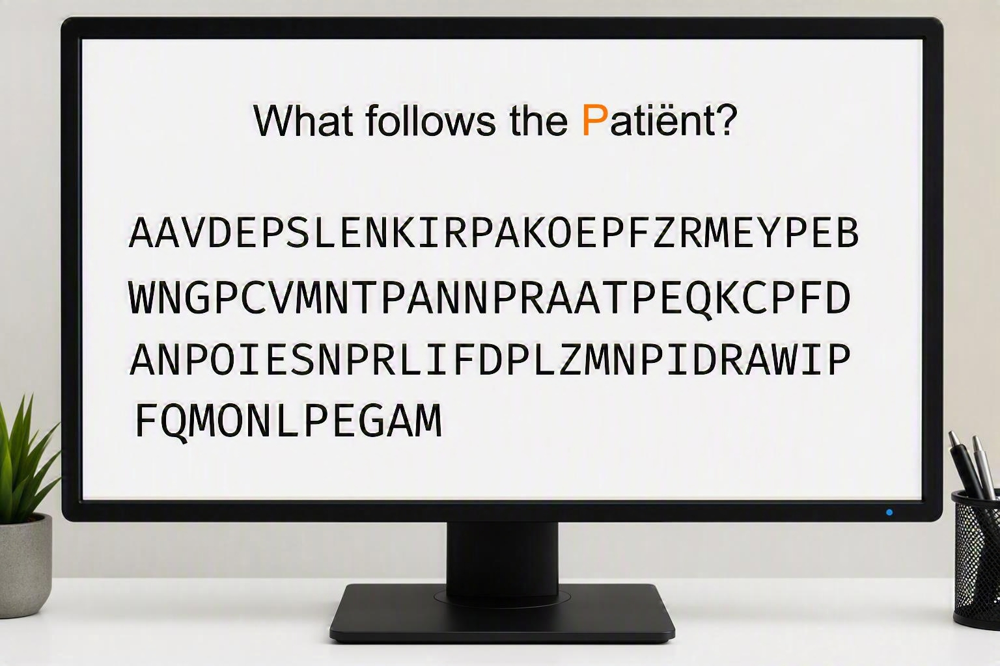 What follows the Patiënt?
AAVDEPSLENKIRPAKOEPFZRMEYPEB
WNGPCVMNTPANNPRAATPEQKCPFD
ANPOIESNPRLIFDPLZMNPIDRAWIP
FQMONLPEGAM